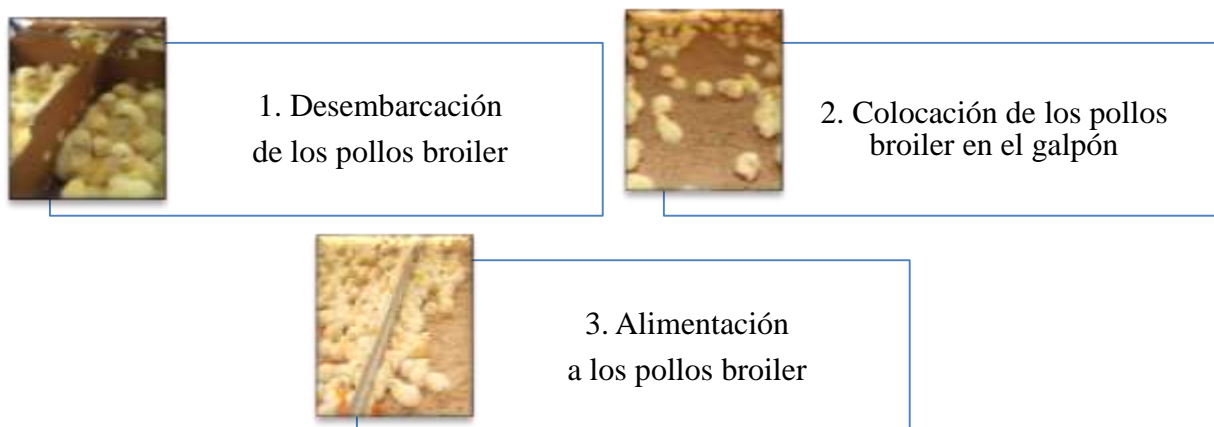 1. Desembarcación
de los pollos broiler
2. Colocación de los pollos
broiler en el galpón
3. Alimentación
a los pollos broiler